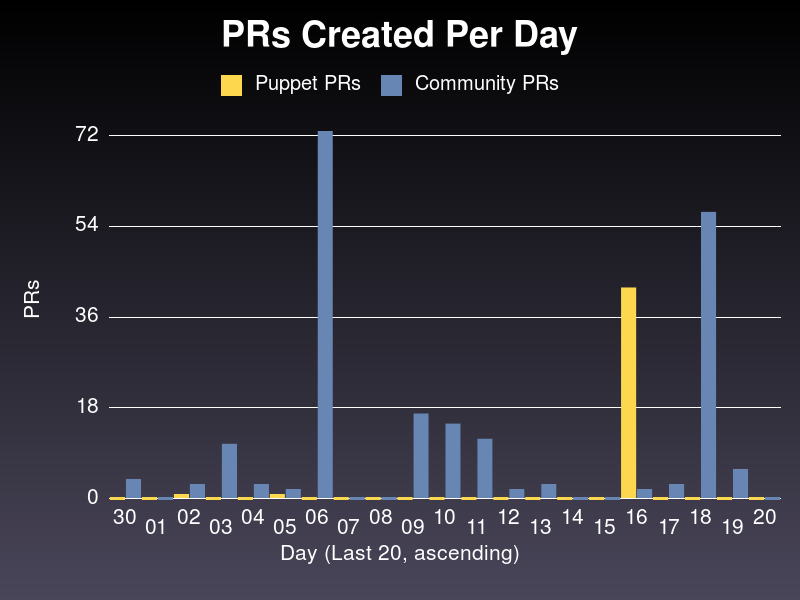 PRs Created Per Day
Puppet PRs Community PRs
72
54
36
18
0
PRs
30 01 02 03 04 05 06 07 08 09 10 11 12 13 14 15 16 17 18 19 20
Day (Last 20, ascending)